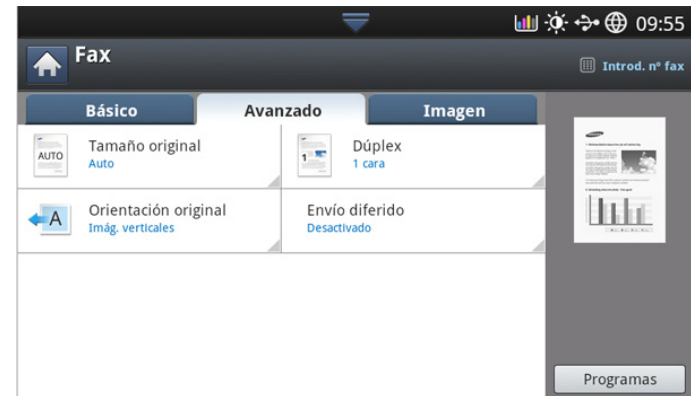 09:55
Fax
Introd. nº fax
Básico
Avanzado
Imagen
Tamaño original
Auto
AUTO
Dúplex
1 cara
1
Orientación original
Imág. verticales
A
Envío diferido
Desactivado
Programas